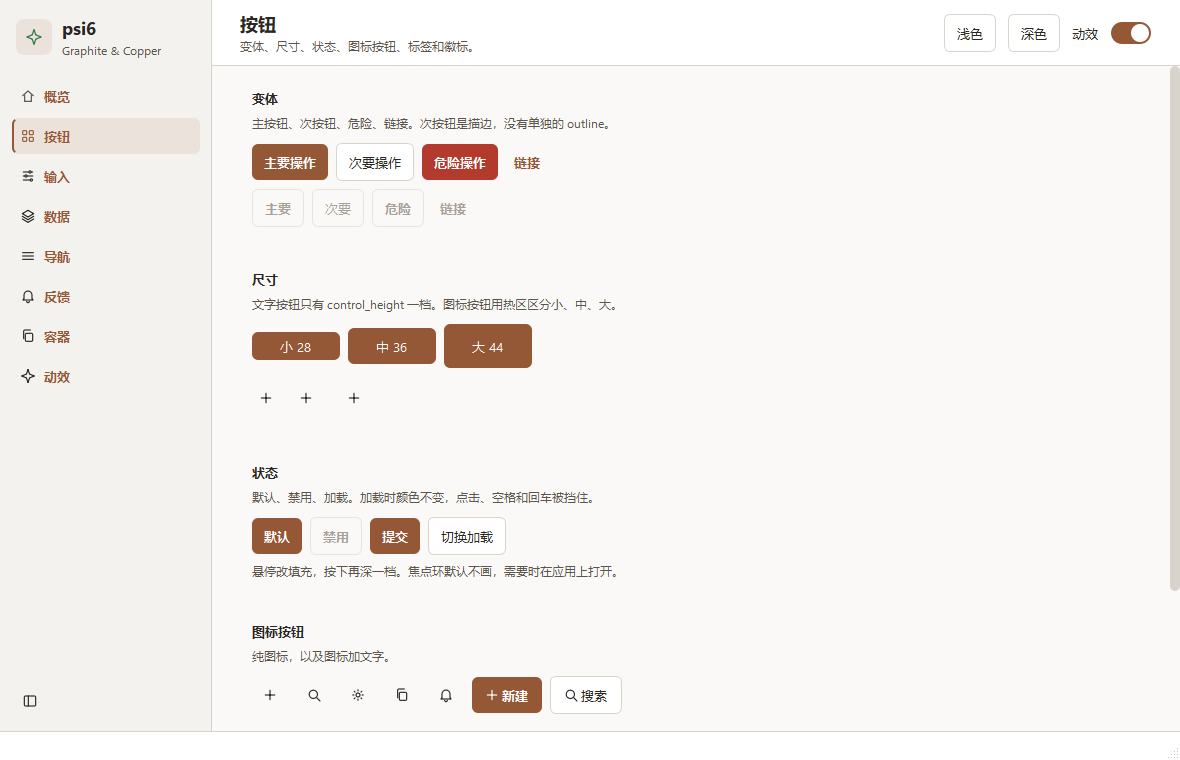 psi6
Graphite & Copper
概览
按钮
输入
数据
导航
反馈
容器
动效
按钮
变体、尺寸、状态、图标按钮、标签和徽标。
浅色 深色 动效
变体
主按钮、次按钮、危险、链接。次按钮是描边，没有单独的 outline。
主要操作 次要操作 危险操作 链接
主要 次要 危险 链接
尺寸
文字按钮只有 control_height 一档。图标按钮用热区区分小、中、大。
小 28 中 36 大 44
状态
默认、禁用、加载。加载时颜色不变，点击、空格和回车被挡住。
默认 禁用 提交 切换加载
悬停改填充，按下再深一档。焦点环默认不画，需要时在应用上打开。
图标按钮
纯图标，以及图标加文字。
新建 搜索